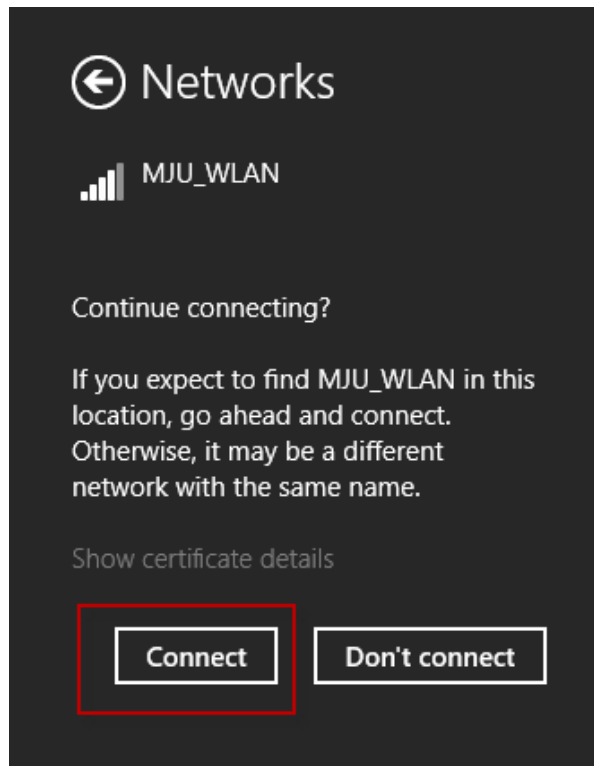 Networks
MJU_WLAN
Continue connecting?
If you expect to find MJU_WLAN in this
location, go ahead and connect.
Otherwise, it may be a different
network with the same name.
Show certificate details
Connect Don't connect